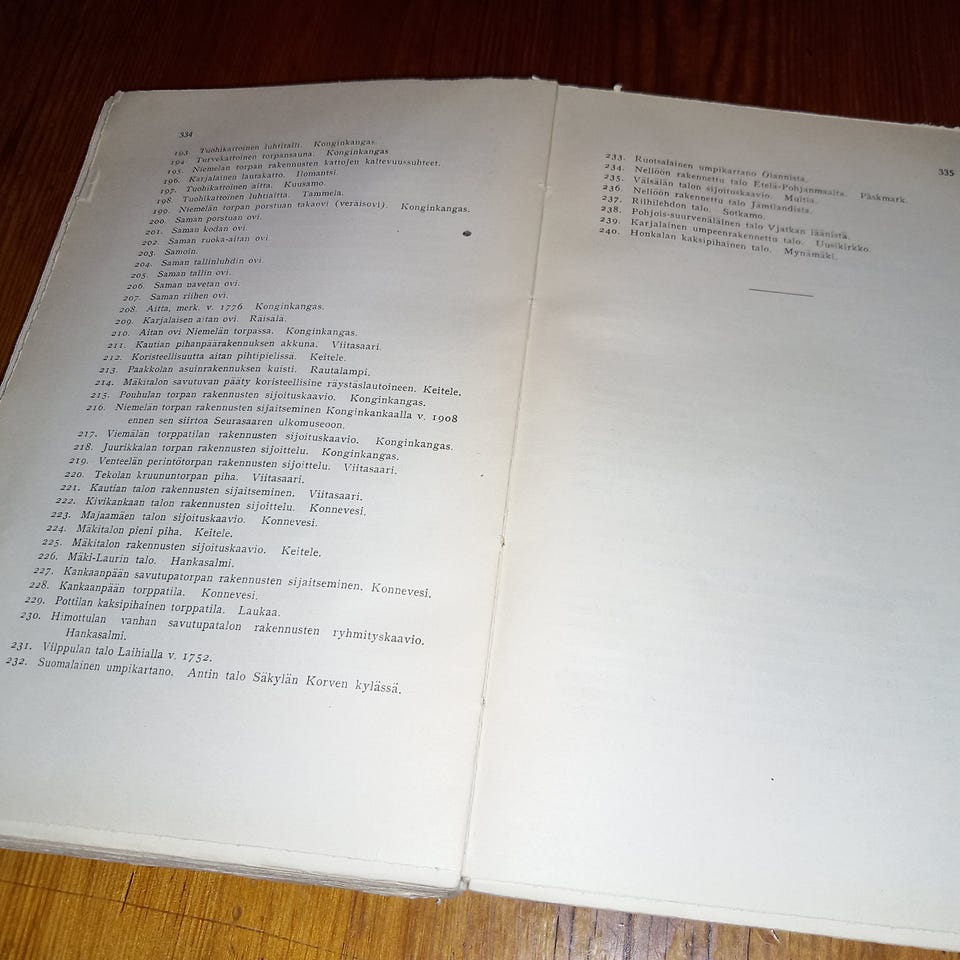 334
193. Tuohikattoinen luhtitalli. Konginkangas.
194. Turvekattoinen torpansauna. Konginkangas.
195. Niemelän torpan rakennusten kattojen kaltevuussuhteet.
196. Karjalainen lautakatto. Ilomantsi.
197. Tuohikattoinen aitta. Kuusamo.
198. Tuohikattoinen luhtiaitta. Tammela.
199. Niemelän torpan porstuan takaovi (veräisovi). Konginkangas.
200. Saman porstuan ovi.
201. Saman kodan ovi.
202. Saman ruoka-aitan ovi.
203. Samoin.
204. Saman tallinluhdin ovi.
205. Saman tallin ovi.
206. Saman navetan ovi.
207. Saman riihen ovi.
208. Aitta, merk. v. 1776. Konginkangas.
209. Karjalaisen aitan ovi. Räisälä.
210. Aitan ovi Niemelän torpassa. Konginkangas.
211. Kautian pihanpäärakennuksen akkuna. Viitasaari.
212. Koristeellisuutta aitan pihtipielissä. Keitele.
213. Paakkolan asuinrakennuksen kuisti. Rautalampi.
214. Mäkitalon savutuvan pääty koristeellisine räystäslautoineen. Keitele.
215. Pouhulan torpan rakennusten sijoituskaavio. Konginkangas.
216. Niemelän torpan rakennusten sijaitseminen Konginkankaalla v. 1908
ennen sen siirtoa Seurasaaren ulkomuseoon.
217. Viemälän torppatilan rakennusten sijoituskaavio. Konginkangas.
218. Juurikkalan torpan rakennusten sijoittelu. Konginkangas.
219. Venteelän perintötorpan rakennusten sijoittelu. Viitasaari.
220. Tekolan kruununtorpan piha. Viitasaari.
221. Kautian talon rakennusten sijaitseminen. Viitasaari.
222. Kivikankaan talon rakennusten sijoittelu. Konnevesi.
223. Majaamäen talon sijoituskaavio. Konnevesi.
224. Mäkitalon pieni piha. Keitele.
225. Mäkitalon rakennusten sijoituskaavio. Keitele.
226. Mäki-Laurin talo. Hankasalmi.
227. Kankaanpään savutupatorpan rakennusten sijaitseminen. Konnevesi.
228. Kankaanpään torppatila. Konnevesi.
229. Pottilan kaksipihainen torppatila. Laukaa.
230. Himottulan vanhan savutupatalon rakennusten ryhmityskaavio.
Hankasalmi.
231. Vilppulan talo Laihialla v. 1752.
232. Suomalainen umpikartano, Antin talo Säkylän Korven kylässä.
335
233. Ruotsalainen umpikartano Ölannista.
234. Neliöön rakennettu talo Etelä-Pohjanmaalta. Påskmark.
235. Väisälän talon sijoituskaavio. Multia.
236. Neliöön rakennettu talo Jämtlandista.
237. Riihilehdon talo. Sotkamo.
238. Pohjois-suurvenäläinen talo Vjatkan läänistä.
239. Karjalainen umpeenrakennettu talo. Uusikirkko.
240. Honkalan kaksipihainen talo. Mynämäki.